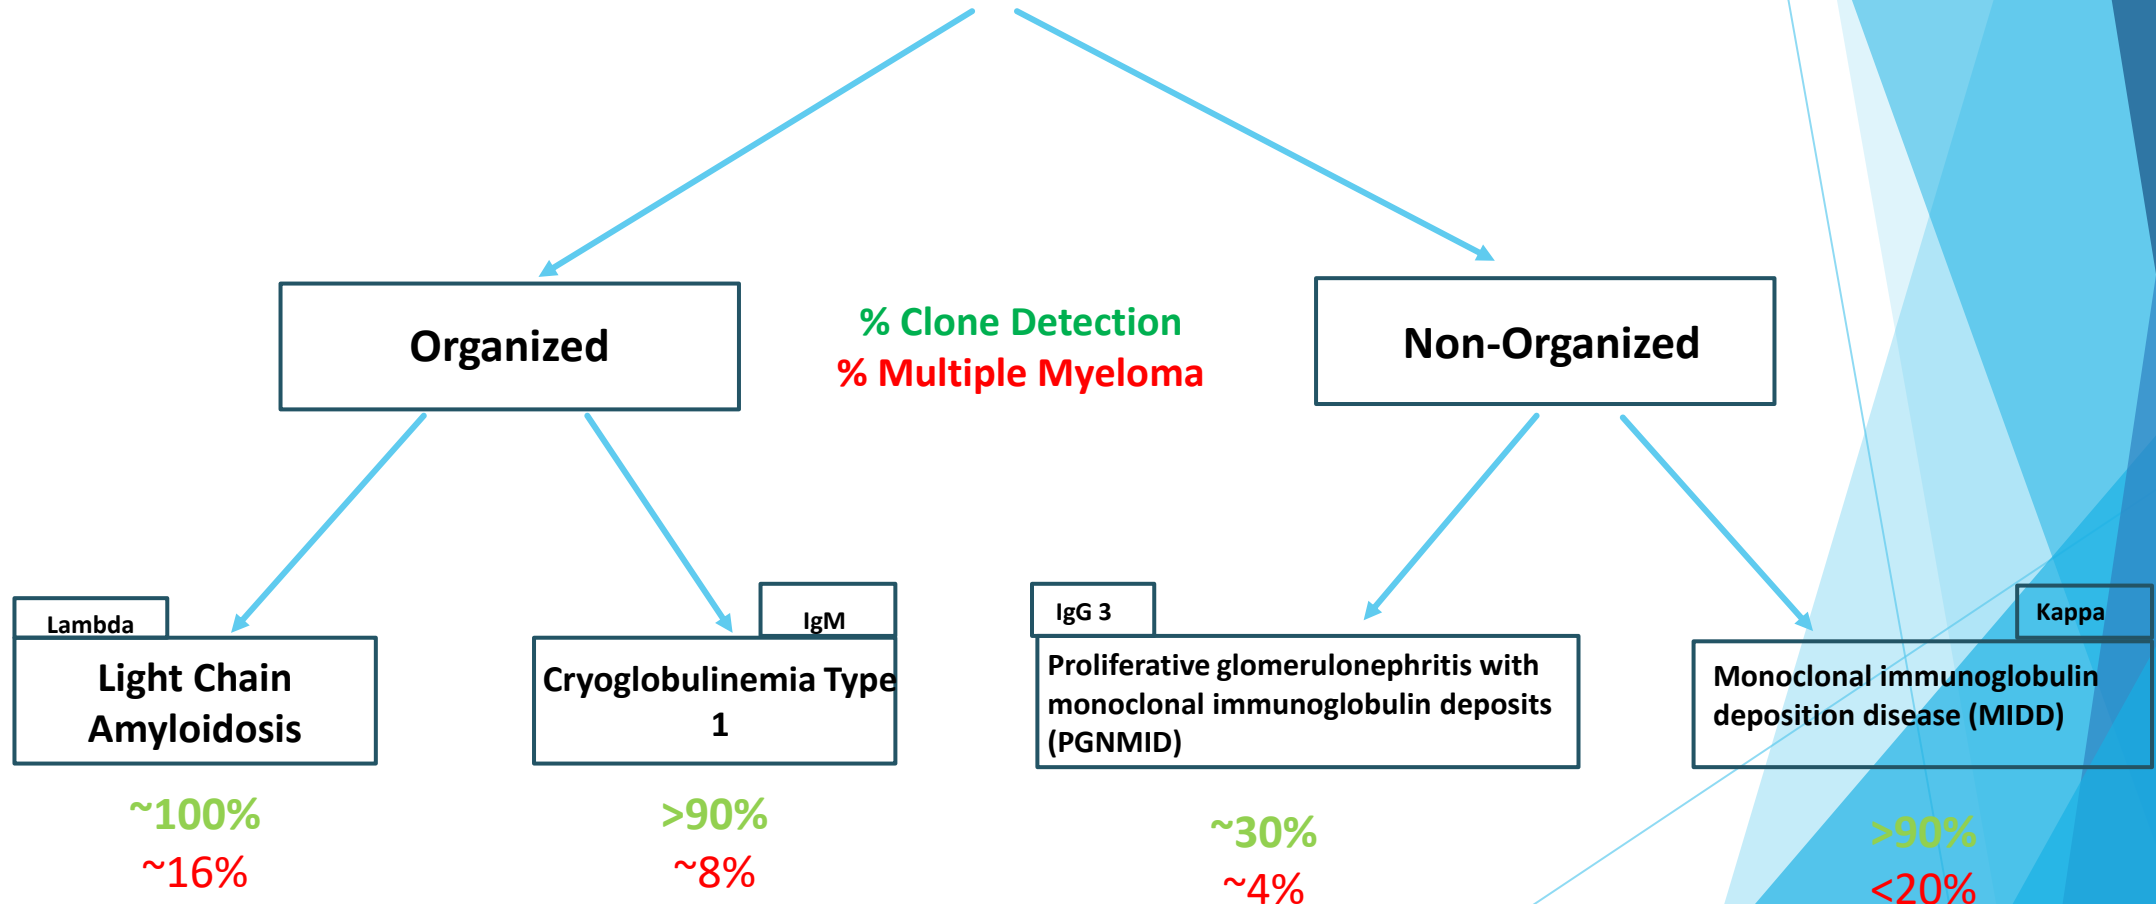 Organized
% Clone Detection
% Multiple Myeloma
Non-Organized
Lambda
Light Chain
Amyloidosis
IgM
Cryoglobulinemia Type
1
IgG 3
Proliferative glomerulonephritis with
monoclonal immunoglobulin deposits
(PGNMID)
Kappa
Monoclonal immunoglobulin
deposition disease (MIDD)
~100%
~16%
>90%
~8%
~30%
~4%
>90%
<20%